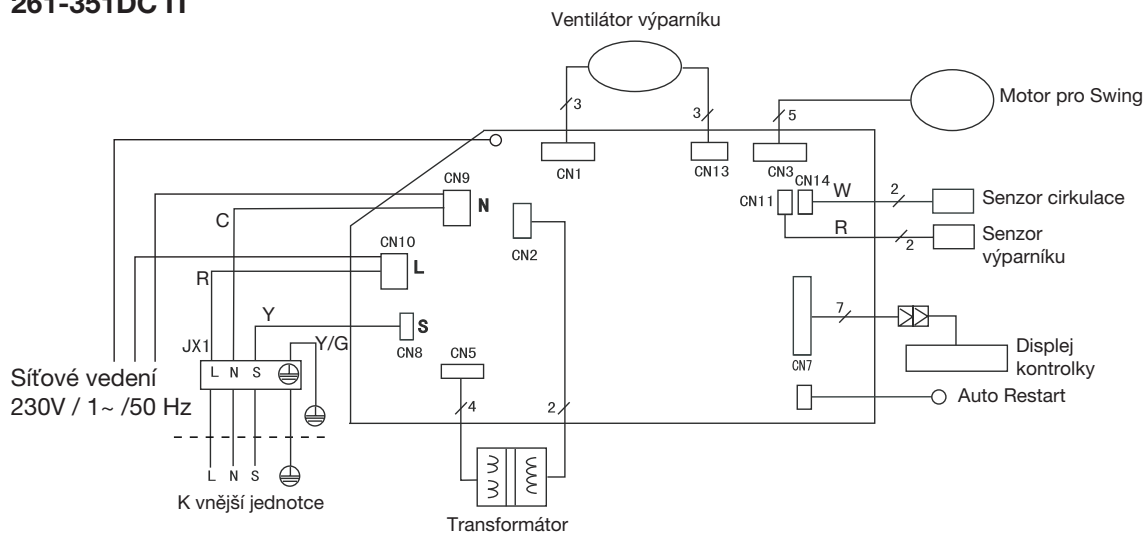 261-351DC IT
Ventilátor výparníku
Motor pro Swing
3
3
5
CN1
CN13
CN3
CN14
CN11
W
2
Senzor cirkulace
R
2
Senzor
výparníku
CN9
N
C
CN2
CN10
L
R
Y
S
CN8
Y/G
JX1
L N S
CN5
7
CN7
Displej
kontrolky
Auto Restart
Síťové vedení
230V / 1~ /50 Hz
4
2
L N S
K vnější jednotce
Transformátor